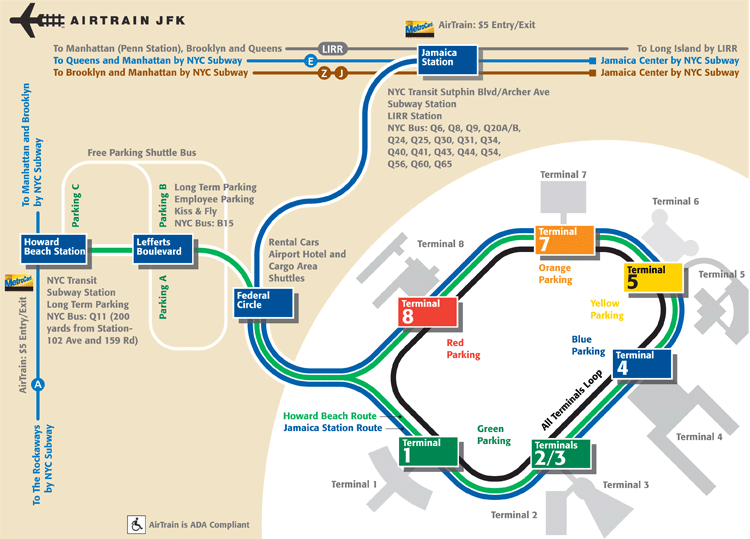 AIRTRAIN JFK
MetroCard
AirTrain: $5 Entry/Exit
To Manhattan (Penn Station), Brooklyn and Queens
LIRR
To Long Island by LIRR
To Queens and Manhattan by NYC Subway
E
Jamaica Center by NYC Subway
To Brooklyn and Manhattan by NYC Subway
Z J
Jamaica Center by NYC Subway
Jamaica
Station
NYC Transit Sutphin Blvd/Archer Ave
Subway Station
LIRR Station
NYC Bus: Q6, Q8, Q9, Q20A/B,
Q24, Q25, Q30, Q31, Q34,
Q40, Q41, Q43, Q44, Q54,
Q56, Q60, Q65
To Manhattan and Brooklyn
by NYC Subway
Free Parking Shuttle Bus
Parking C
Parking B
Long Term Parking
Employee Parking
Kiss & Fly
NYC Bus: B15
Howard
Beach Station
Lefferts
Boulevard
Parking A
MetroCard
AirTrain: $5 Entry/Exit
NYC Transit
Subway Station
Long Term Parking
NYC Bus: Q11 (200
yards from Station-
102 Ave and 159 Rd)
A
To The Rockaways
by NYC Subway
Rental Cars
Airport Hotel and
Cargo Area
Shuttles
Federal
Circle
Terminal 7
Terminal
7
Orange
Parking
Terminal 6
Terminal 5
Terminal
5
Yellow
Parking
Terminal 8
Terminal
8
Red
Parking
Blue
Parking
Terminal
4
Terminal 4
All Terminals Loop
Howard Beach Route
Jamaica Station Route
Green
Parking
Terminal
1
Terminal 1
Terminals
2/3
Terminal 3
Terminal 2
AirTrain is ADA Compliant